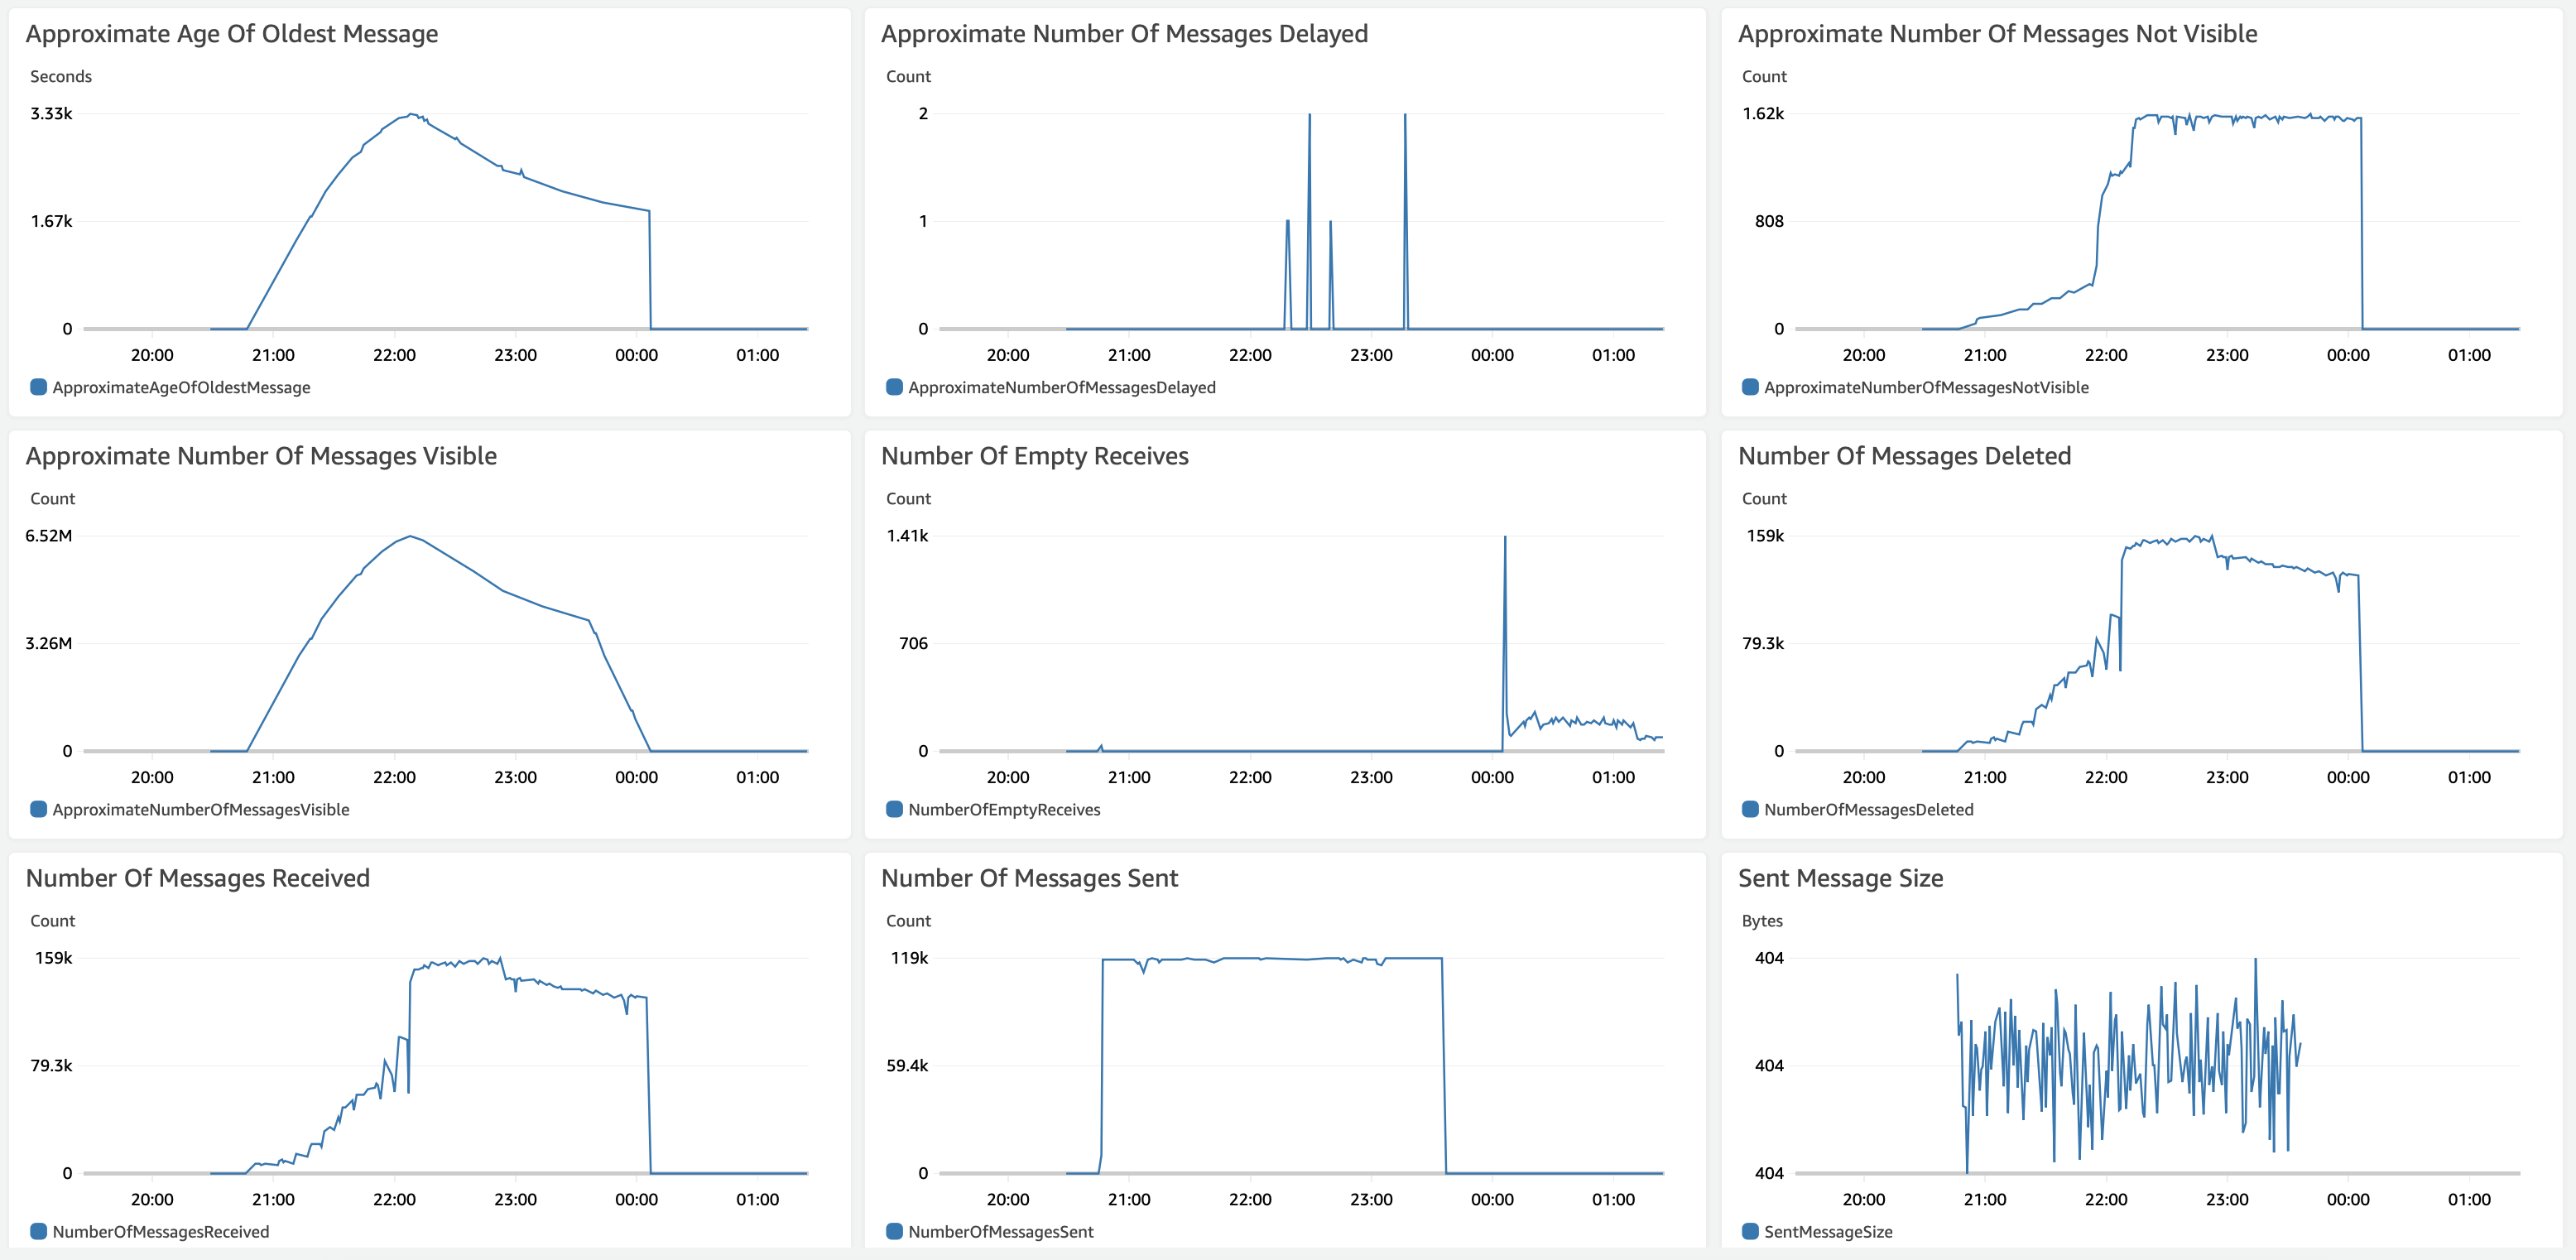 Approximate Age Of Oldest Message
Seconds
3.33k
1.67k
0
20:00 21:00 22:00 23:00 00:00 01:00
ApproximateAgeOfOldestMessage
Approximate Number Of Messages Delayed
Count
2
1
0
20:00 21:00 22:00 23:00 00:00 01:00
ApproximateNumberOfMessagesDelayed
Approximate Number Of Messages Not Visible
Count
1.62k
808
0
20:00 21:00 22:00 23:00 00:00 01:00
ApproximateNumberOfMessagesNotVisible
Approximate Number Of Messages Visible
Count
6.52M
3.26M
0
20:00 21:00 22:00 23:00 00:00 01:00
ApproximateNumberOfMessagesVisible
Number Of Empty Receives
Count
1.41k
706
0
20:00 21:00 22:00 23:00 00:00 01:00
NumberOfEmptyReceives
Number Of Messages Deleted
Count
159k
79.3k
0
20:00 21:00 22:00 23:00 00:00 01:00
NumberOfMessagesDeleted
Number Of Messages Received
Count
159k
79.3k
0
20:00 21:00 22:00 23:00 00:00 01:00
NumberOfMessagesReceived
Number Of Messages Sent
Count
119k
59.4k
0
20:00 21:00 22:00 23:00 00:00 01:00
NumberOfMessagesSent
Sent Message Size
Bytes
404
404
404
20:00 21:00 22:00 23:00 00:00 01:00
SentMessageSize